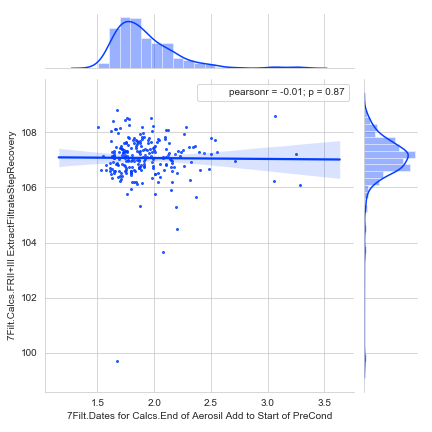 pearsonr = -0.01; p = 0.87
108
106
104
102
100
7Filt.Calcs.FRII+III ExtractFiltrateStepRecovery
1.5 2.0 2.5 3.0 3.5
7Filt.Dates for Calcs.End of Aerosil Add to Start of PreCond